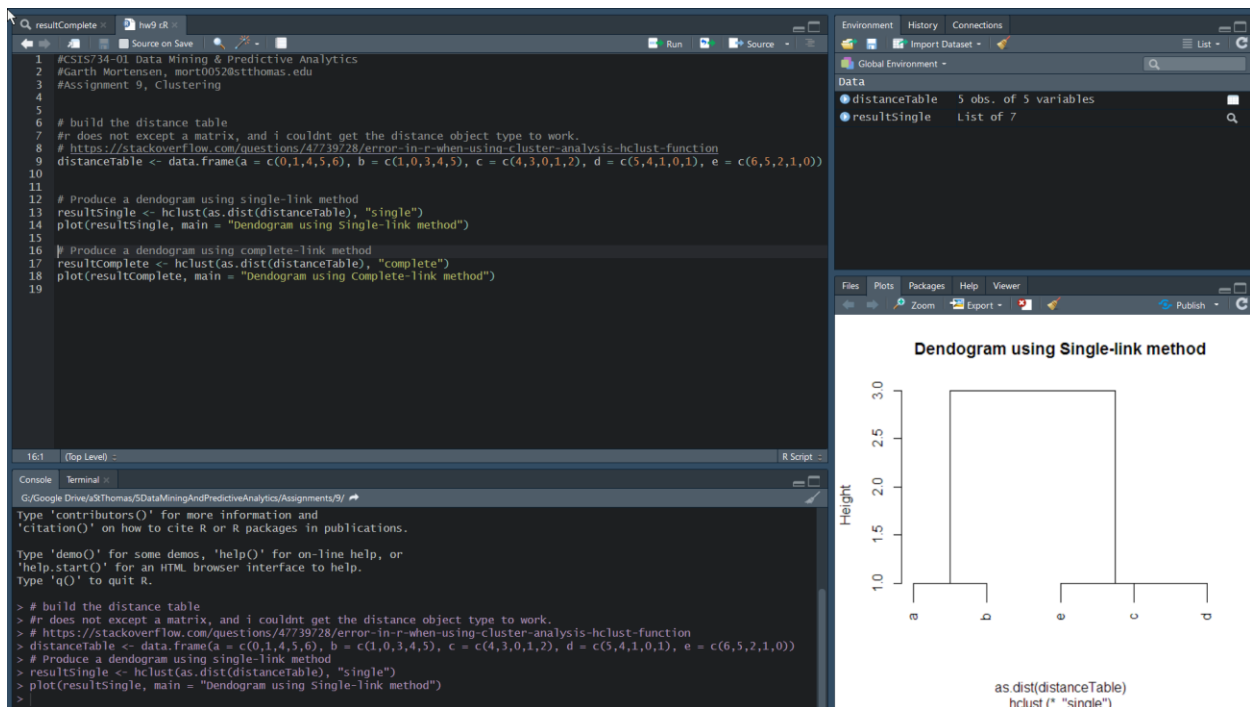 resultComplete
hw9 cR
Source on Save
Run
Source
1 #CSIS734-01 Data Mining & Predictive Analytics
2 #Garth Mortensen, mort0052@stthomas.edu
3 #Assignment 9, Clustering
4
5
6 # build the distance table
7 #r does not except a matrix, and i couldnt get the distance object type to work.
8 # https://stackoverflow.com/questions/47739728/error-in-r-when-using-cluster-analysis-hclust-function
9 distanceTable <- data.frame(a = c(0,1,4,5,6), b = c(1,0,3,4,5), c = c(4,3,0,1,2), d = c(5,4,1,0,1), e = c(6,5,2,1,0))
10
11
12 # Produce a dendogram using single-link method
13 resultSingle <- hclust(as.dist(distanceTable), "single")
14 plot(resultSingle, main = "Dendogram using Single-link method")
15
16 # Produce a dendogram using complete-link method
17 resultComplete <- hclust(as.dist(distanceTable), "complete")
18 plot(resultComplete, main = "Dendogram using Complete-link method")
19
16:1 (Top Level) R Script
Console Terminal
G:/Google Drive/aStThomas/5DataMiningAndPredictiveAnalytics/Assignments/9/
Type 'contributors()' for more information and
'citation()' on how to cite R or R packages in publications.
Type 'demo()' for some demos, 'help()' for on-line help, or
'help.start()' for an HTML browser interface to help.
Type 'q()' to quit R.
> # build the distance table
> #r does not except a matrix, and i couldnt get the distance object type to work.
> # https://stackoverflow.com/questions/47739728/error-in-r-when-using-cluster-analysis-hclust-function
> distanceTable <- data.frame(a = c(0,1,4,5,6), b = c(1,0,3,4,5), c = c(4,3,0,1,2), d = c(5,4,1,0,1), e = c(6,5,2,1,0))
> # Produce a dendogram using single-link method
> resultSingle <- hclust(as.dist(distanceTable), "single")
> plot(resultSingle, main = "Dendogram using Single-link method")
>
Environment History Connections
Import Dataset
List
Global Environment
Data
distanceTable 5 obs. of 5 variables
resultSingle List of 7
Files Plots Packages Help Viewer
Zoom Export Publish
Dendogram using Single-link method
3.0
2.5
2.0
1.5
1.0
Height
a b e c d
as.dist(distanceTable)
hclust (*, "single")